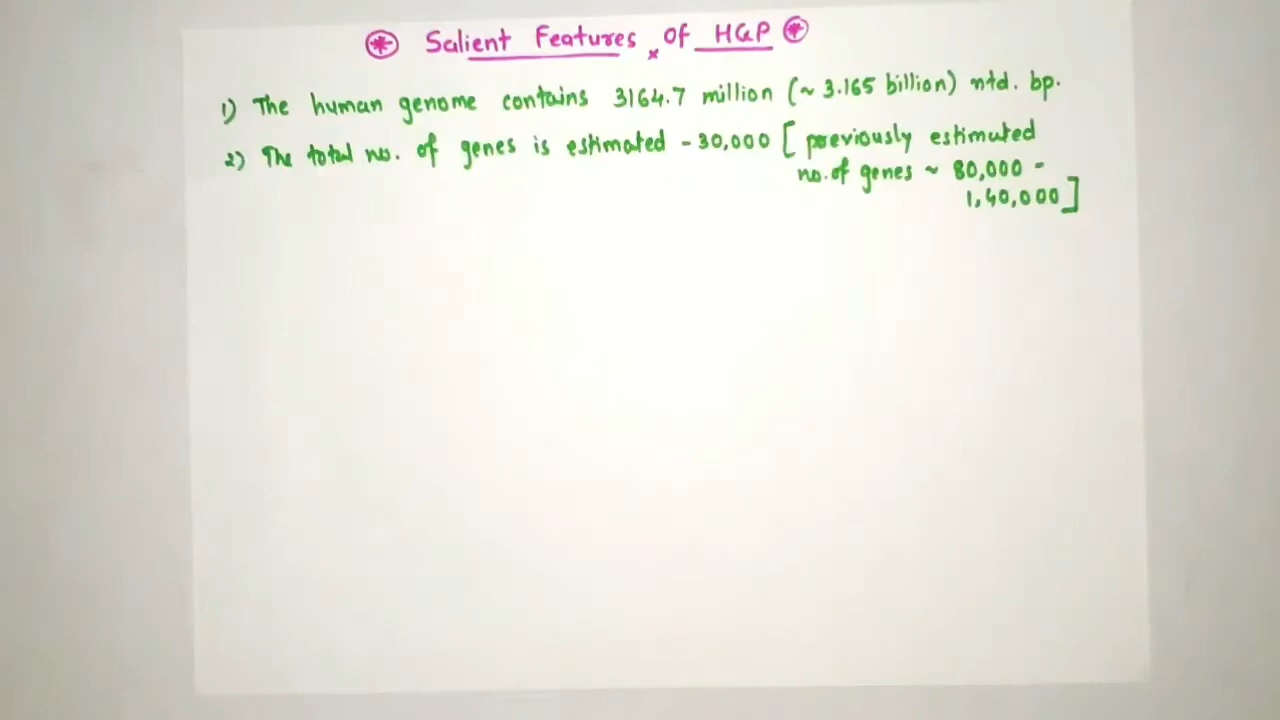 Salient Features of HGP
1) The human genome contains 3164.7 million (~ 3.165 billion) ntd. bp.
2) The total no. of genes is estimated - 30,000 [previously estimated
no. of genes ~ 80,000 -
1,40,000]